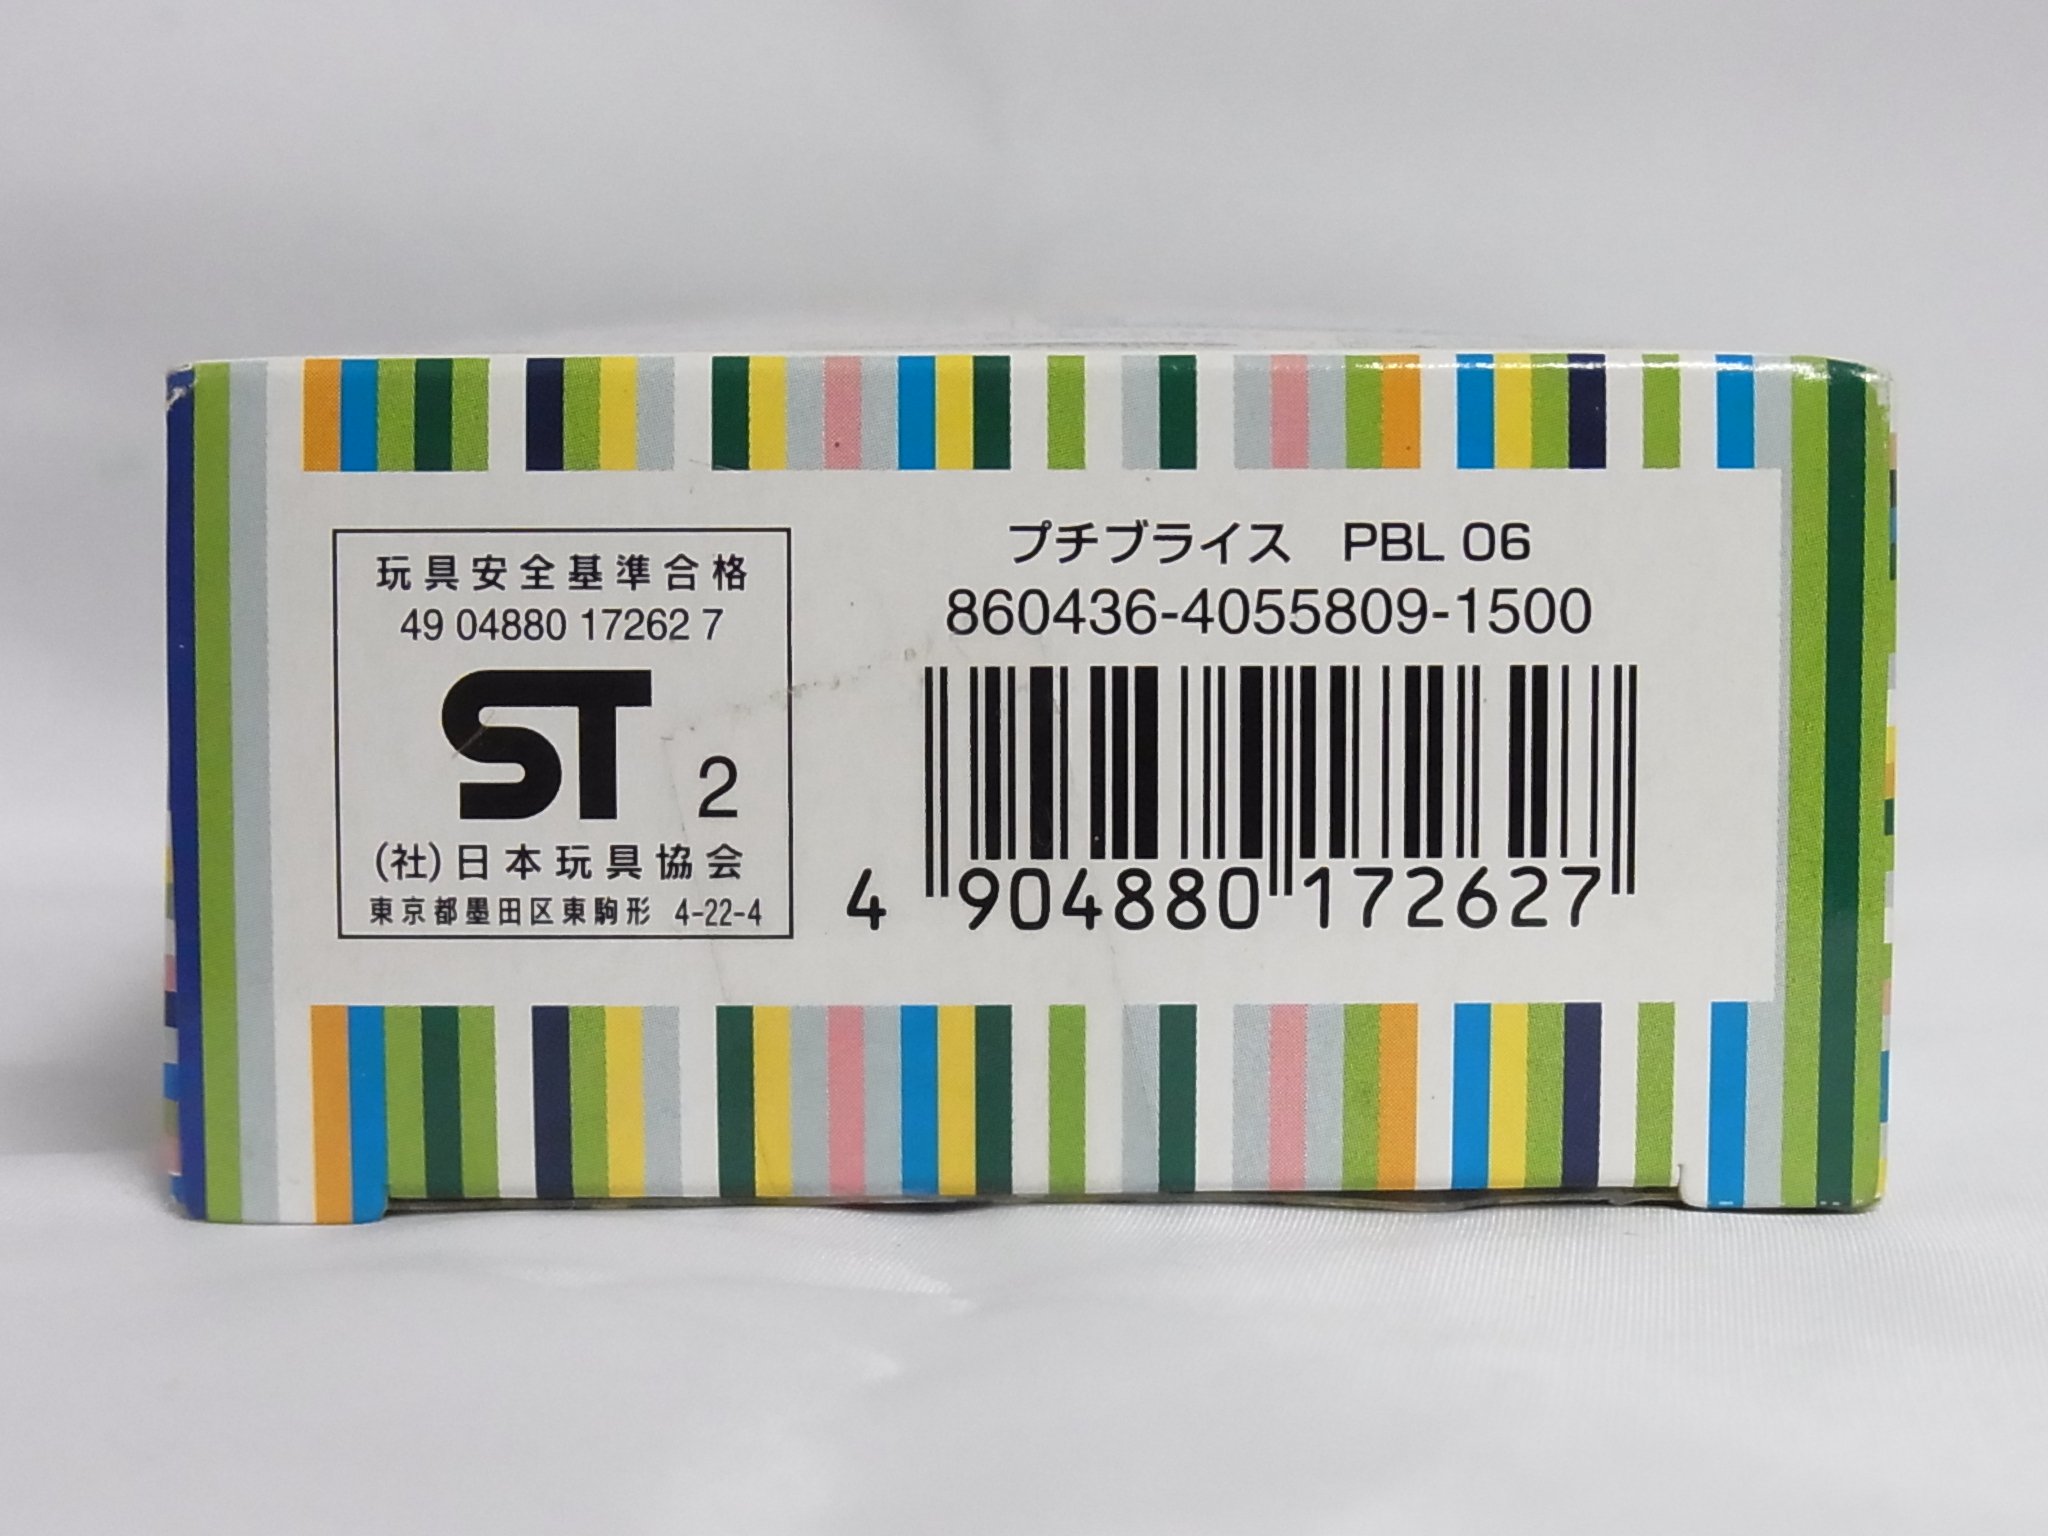 玩具安全基準合格
49 04880 17262 7
ST 2
(社)日本玩具協会
東京都墨田区東駒形 4-22-4
プチブライス PBL 06
860436-4055809-1500
4 904880 172627